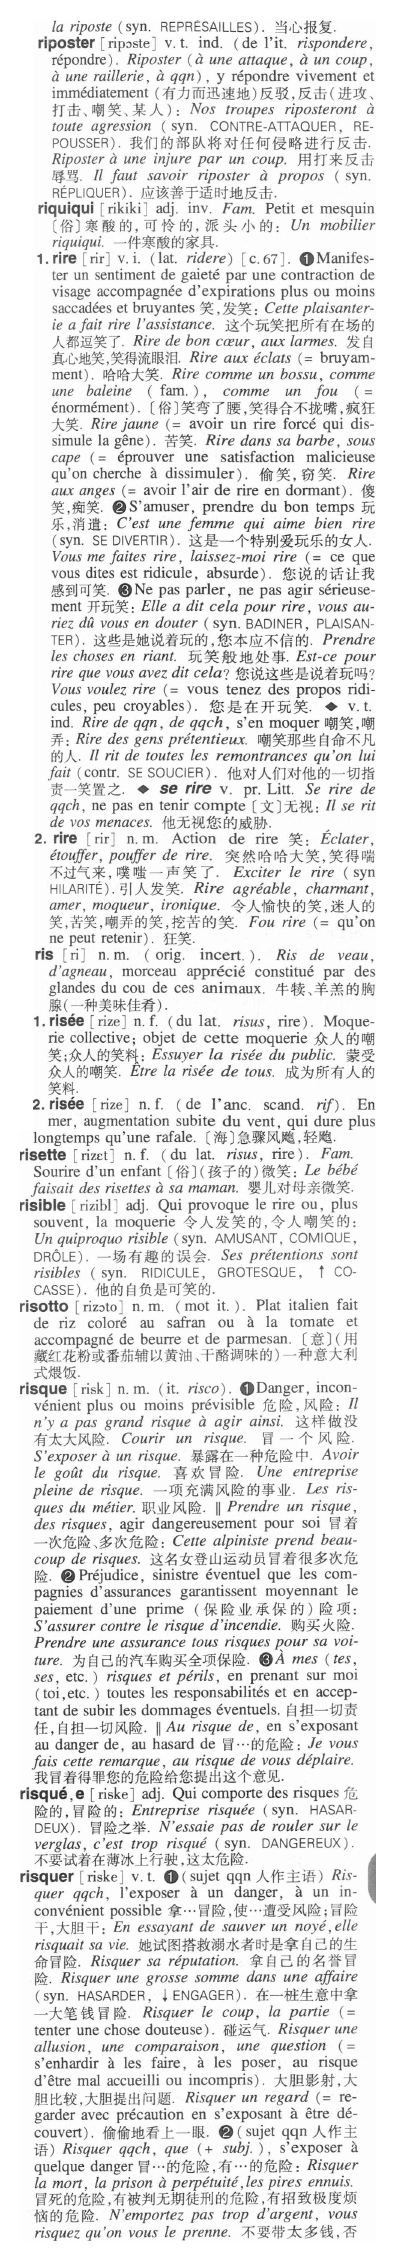 la riposte (syn. REPRÉSAILLES). 当心报复.
riposter [ripɔste] v. t. ind. (de l'it. rispondere,
répondre). Riposter (à une attaque, à un coup,
à une raillerie, à qqn), y répondre vivement et
immédiatement (有力而迅速地)反驳,反击(进攻、
打击、嘲笑、某人): Nos troupes riposteront à
toute agression ( syn. CONTRE-ATTAQUER, RE-
POUSSER). 我们的部队将对任何侵略进行反击.
Riposter à une injure par un coup. 用打来反击
辱骂. Il faut savoir riposter à propos ( syn.
RÉPLIQUER). 应该善于适时地反击.
riquiqui [rikiki] adj. inv. Fam. Petit et mesquin
〔俗〕寒酸的, 可怜的, 派头小的: Un mobilier
riquiqui. 一件寒酸的家具.
1. rire [rir] v. i. (lat. ridere) [c. 67]. ❶Manifes-
ter un sentiment de gaieté par une contraction de
visage accompagnée d'expirations plus ou moins
saccadées et bruyantes 笑,发笑: Cette plaisanter-
ie a fait rire l'assistance. 这个玩笑把所有在场的
人都逗笑了. Rire de bon cœur, aux larmes. 发自
真心地笑,笑得流眼泪. Rire aux éclats (= bruyam-
ment). 哈哈大笑. Rire comme un bossu, comme
une baleine ( fam. ), comme un fou ( =
énormément). 〔俗〕笑弯了腰,笑得合不拢嘴,疯狂
大笑. Rire jaune (= avoir un rire forcé qui dis-
simule la gêne). 苦笑. Rire dans sa barbe, sous
cape (= éprouver une satisfaction malicieuse
qu'on cherche à dissimuler). 偷笑, 窃笑. Rire
aux anges (= avoir l'air de rire en dormant). 傻
笑,痴笑. ❷S'amuser, prendre du bon temps 玩
乐,消遣: C'est une femme qui aime bien rire
(syn. SE DIVERTIR). 这是一个特别爱玩乐的女人.
Vous me faites rire, laissez-moi rire (= ce que
vous dites est ridicule, absurde). 您说的话让我
感到可笑. ❸Ne pas parler, ne pas agir sérieuse-
ment 开玩笑: Elle a dit cela pour rire, vous au-
riez dû vous en douter (syn. BADINER, PLAISAN-
TER). 这些是她说着玩的,您本应不信的. Prendre
les choses en riant. 玩笑般地处事. Est-ce pour
rire que vous avez dit cela? 您说这些是说着玩吗?
Vous voulez rire (= vous tenez des propos ridi-
cules, peu croyables). 您是在开玩笑. ◆ v. t.
ind. Rire de qqn, de qqch, s'en moquer 嘲笑,嘲
弄: Rire des gens prétentieux. 嘲笑那些自命不凡
的人. Il rit de toutes les remontrances qu'on lui
fait (contr. SE SOUCIER). 他对人们对他的一切指
责一笑置之. ◆ se rire v. pr. Litt. Se rire de
qqch, ne pas en tenir compte 〔文〕无视: Il se rit
de vos menaces. 他无视您的威胁.
2. rire [rir] n. m. Action de rire 笑: Éclater,
étouffer, pouffer de rire. 突然哈哈大笑,笑得喘
不过气来, 噗嗤一声笑了. Exciter le rire ( syn
HILARITÉ). 引人发笑. Rire agréable, charmant,
amer, moqueur, ironique. 令人愉快的笑,迷人的
笑,苦笑,嘲弄的笑,挖苦的笑. Fou rire (= qu'on
ne peut retenir). 狂笑.
ris [ri] n. m. ( orig. incert. ). Ris de veau,
d'agneau, morceau apprécié constitué par des
glandes du cou de ces animaux. 牛犊、羊羔的胸
腺(一种美味佳肴).
1. risée [rize] n. f. (du lat. risus, rire). Moque-
rie collective; objet de cette moquerie 众人的嘲
笑;众人的笑料: Essuyer la risée du public. 蒙受
众人的嘲笑. Être la risée de tous. 成为所有人的
笑料.
2. risée [rize] n. f. ( de l'anc. scand. rif). En
mer, augmentation subite du vent, qui dure plus
longtemps qu'une rafale. 〔海〕急骤风飑,轻飑.
risette [rizɛt] n. f. (du lat. risus, rire). Fam.
Sourire d'un enfant 〔俗〕(孩子的)微笑: Le bébé
faisait des risettes à sa maman. 婴儿对母亲微笑.
risible [rizibl] adj. Qui provoque le rire ou, plus
souvent, la moquerie 令人发笑的,令人嘲笑的:
Un quiproquo risible (syn. AMUSANT, COMIQUE,
DRÔLE). 一场有趣的误会. Ses prétentions sont
risibles ( syn. RIDICULE, GROTESQUE, ↑ CO-
CASSE). 他的自负是可笑的.
risotto [rizɔto] n. m. (mot it. ). Plat italien fait
de riz coloré au safran ou à la tomate et
accompagné de beurre et de parmesan. 〔意〕(用
藏红花粉或番茄辅以黄油、干酪调味的)一种意大利
式煨饭.
risque [risk] n. m. (it. risco). ❶Danger, incon-
vénient plus ou moins prévisible 危险,风险: Il
n'y a pas grand risque à agir ainsi. 这样做没
有太大风险. Courir un risque. 冒一个风险.
S'exposer à un risque. 暴露在一种危险中. Avoir
le goût du risque. 喜欢冒险. Une entreprise
pleine de risque. 一项充满风险的事业. Les ris-
ques du métier. 职业风险. ‖ Prendre un risque,
des risques, agir dangereusement pour soi 冒着
一次危险、多次危险: Cette alpiniste prend beau-
coup de risques. 这名女登山运动员冒着很多次危
险. ❷Préjudice, sinistre éventuel que les com-
pagnies d'assurances garantissent moyennant le
paiement d'une prime (保险业承保的)险项:
S'assurer contre le risque d'incendie. 购买火险.
Prendre une assurance tous risques pour sa voi-
ture. 为自己的汽车购买全项保险. ❸À mes (tes,
ses, etc.) risques et périls, en prenant sur moi
(toi,etc.) toutes les responsabilités et en accep-
tant de subir les dommages éventuels. 自担一切责
任,自担一切风险. ‖ Au risque de, en s'exposant
au danger de, au hasard de 冒…的危险: Je vous
fais cette remarque, au risque de vous déplaire.
我冒着得罪您的危险给您提出这个意见.
risqué,e [riske] adj. Qui comporte des risques 危
险的,冒险的: Entreprise risquée (syn. HASAR-
DEUX). 冒险之举. N'essaie pas de rouler sur le
verglas, c'est trop risqué (syn. DANGEREUX).
不要试着在薄冰上行驶,这太危险.
risquer [riske] v. t. ❶(sujet qqn 人作主语) Ris-
quer qqch, l'exposer à un danger, à un in-
convénient possible 拿…冒险,使…遭受风险;冒险
干,大胆干: En essayant de sauver un noyé,elle
risquait sa vie. 她试图搭救溺水者时是拿自己的生
命冒险. Risquer sa réputation. 拿自己的名誉冒
险. Risquer une grosse somme dans une affaire
(syn. HASARDER, ↓ENGAGER). 在一桩生意中拿
一大笔钱冒险. Risquer le coup, la partie (=
tenter une chose douteuse). 碰运气. Risquer une
allusion, une comparaison, une question (=
s'enhardir à les faire, à les poser, au risque
d'être mal accueilli ou incompris). 大胆影射,大
胆比较,大胆提出问题. Risquer un regard (= re-
garder avec précaution en s'exposant à être dé-
couvert). 偷偷地看上一眼. ❷(sujet qqn 人作主
语) Risquer qqch, que (+ subj.), s'exposer à
quelque danger 冒…的危险,有…的危险: Risquer
la mort, la prison à perpétuité,les pires ennuis.
冒死的危险,有被判无期徒刑的危险,有招致极度烦
恼的危险. N'emportez pas trop d'argent, vous
risquez qu'on vous le prenne. 不要带太多钱,否